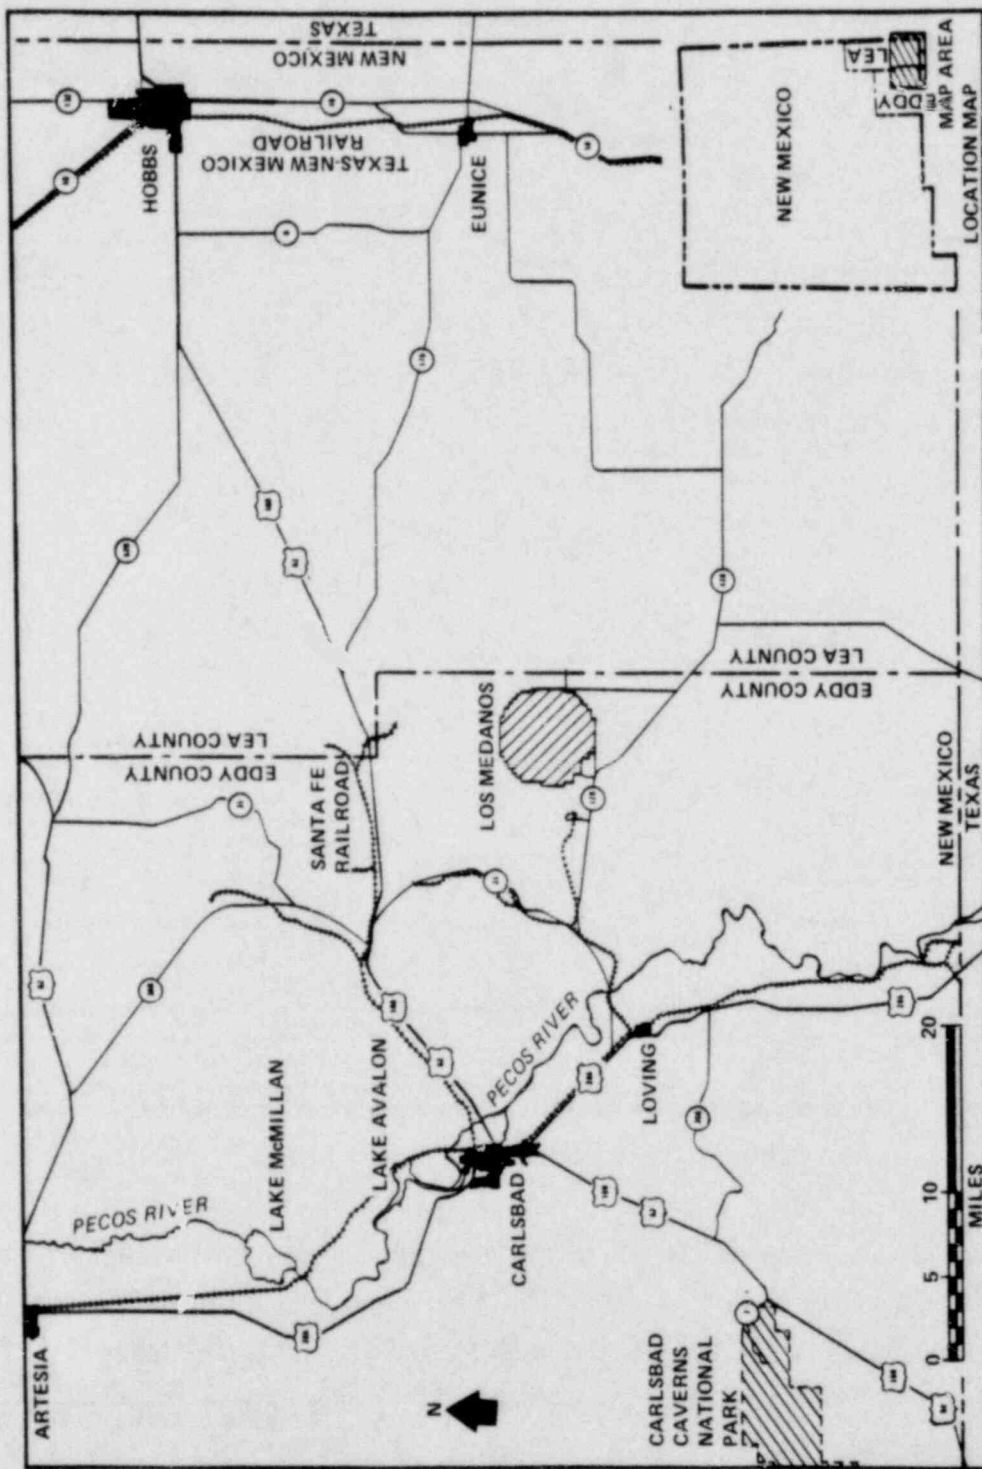 ARTESIA
PECOS RIVER
LAKE McMILLAN
LAKE AVALON
CARLSBAD
PECOS RIVER
LOVING
N
CARLSBAD
CAVERNS
NATIONAL
PARK
SANTA FE
RAILROAD
LOS MEDANOS
EDDY COUNTY
LEA COUNTY
EDDY COUNTY
LEA COUNTY
HOBBS
TEXAS-NEW MEXICO
RAILROAD
EUNICE
NEW MEXICO
TEXAS
NEW MEXICO
TEXAS
0 5 10 20
MILES
NEW MEXICO
LEA
EDDY
MAP AREA
LOCATION MAP